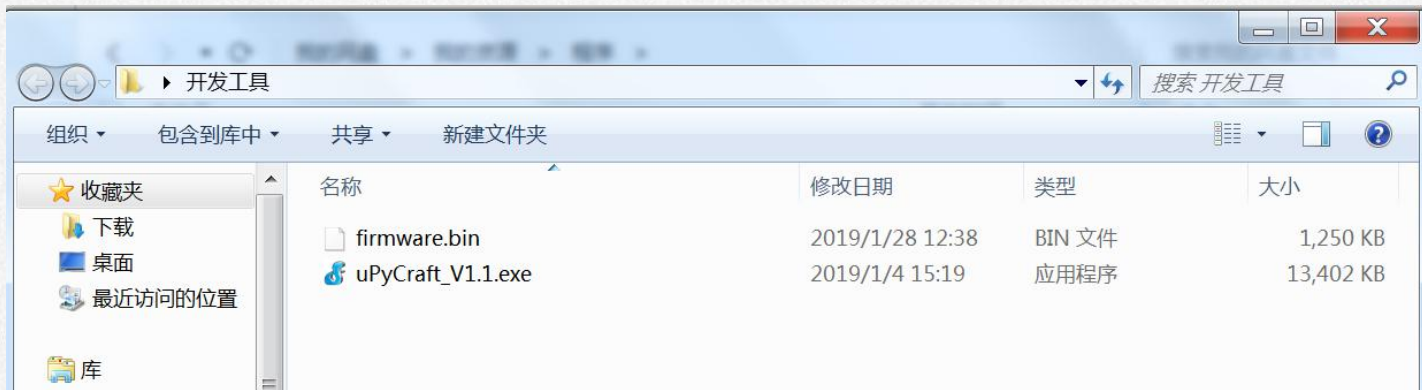 开发工具
搜索 开发工具
组织 包含到库中 共享 新建文件夹
收藏夹
下载
桌面
最近访问的位置
库
名称 修改日期 类型 大小
firmware.bin 2019/1/28 12:38 BIN 文件 1,250 KB
uPyCraft_V1.1.exe 2019/1/4 15:19 应用程序 13,402 KB